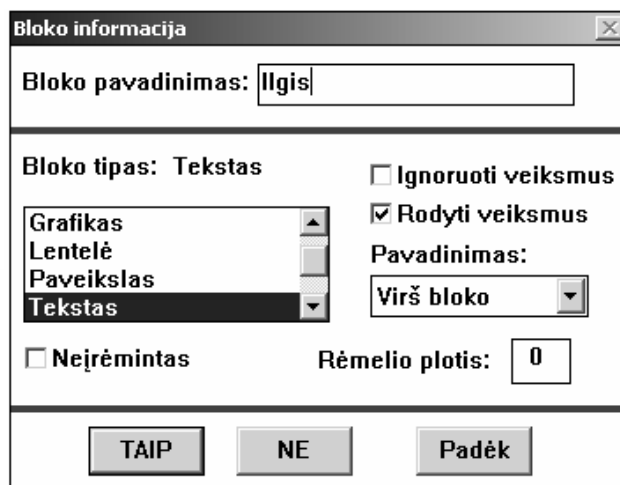 Bloko informacija
Bloko pavadinimas: Ilgis
Bloko tipas: Tekstas
Ignoruoti veiksmus
Rodyti veiksmus
Grafikas
Lentelė
Paveikslas
Tekstas
Pavadinimas:
Virš bloko
Neįrėmintas
Rėmelio plotis: 0
TAIP NE Padėk